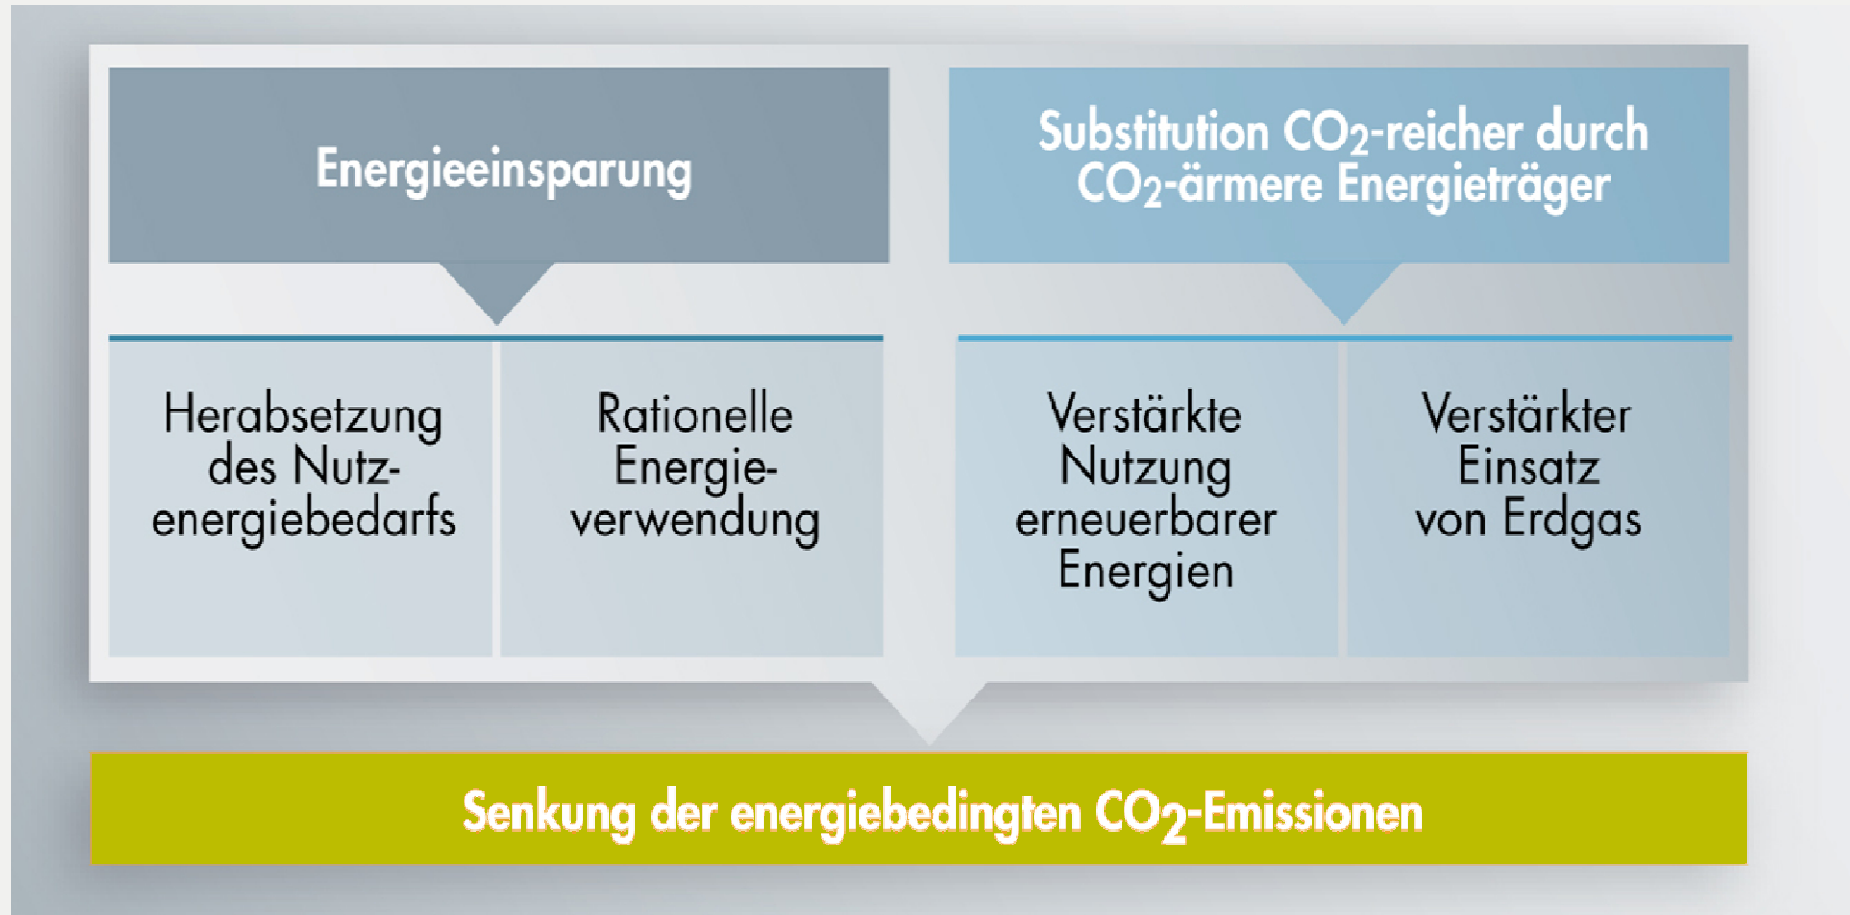 Energieeinsparung
Substitution CO2-reicher durch
CO2-ärmere Energieträger
Herabsetzung
des Nutz-
energiebedarfs
Rationelle
Energie-
verwendung
Verstärkte
Nutzung
erneuerbarer
Energien
Verstärkter
Einsatz
von Erdgas
Senkung der energiebedingten CO2-Emissionen